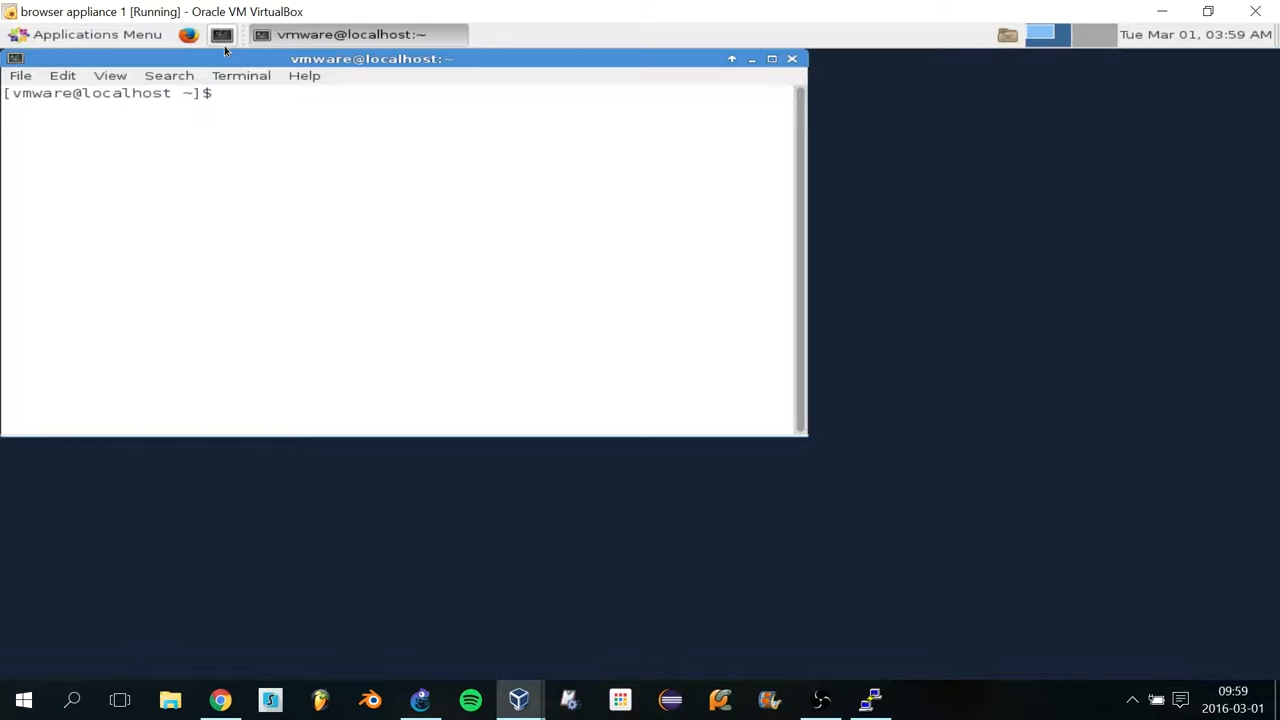 browser appliance 1 [Running] - Oracle VM VirtualBox
Applications Menu
vmware@localhost:~
Tue Mar 01, 03:59 AM
vmware@localhost:~
File Edit View Search Terminal Help
[vmware@localhost ~]$
09:59
2016-03-01